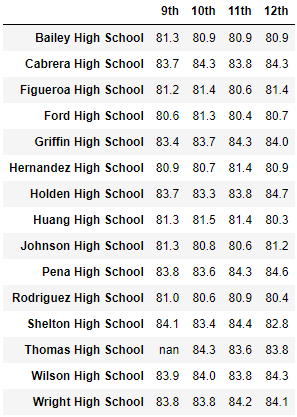 9th 10th 11th 12th
Bailey High School 81.3 80.9 80.9 80.9
Cabrera High School 83.7 84.3 83.8 84.3
Figueroa High School 81.2 81.4 80.6 81.4
Ford High School 80.6 81.3 80.4 80.7
Griffin High School 83.4 83.7 84.3 84.0
Hernandez High School 80.9 80.7 81.4 80.9
Holden High School 83.7 83.3 83.8 84.7
Huang High School 81.3 81.5 81.4 80.3
Johnson High School 81.3 80.8 80.6 81.2
Pena High School 83.8 83.6 84.3 84.6
Rodriguez High School 81.0 80.6 80.9 80.4
Shelton High School 84.1 83.4 84.4 82.8
Thomas High School nan 84.3 83.6 83.8
Wilson High School 83.9 84.0 83.8 84.3
Wright High School 83.8 83.8 84.2 84.1